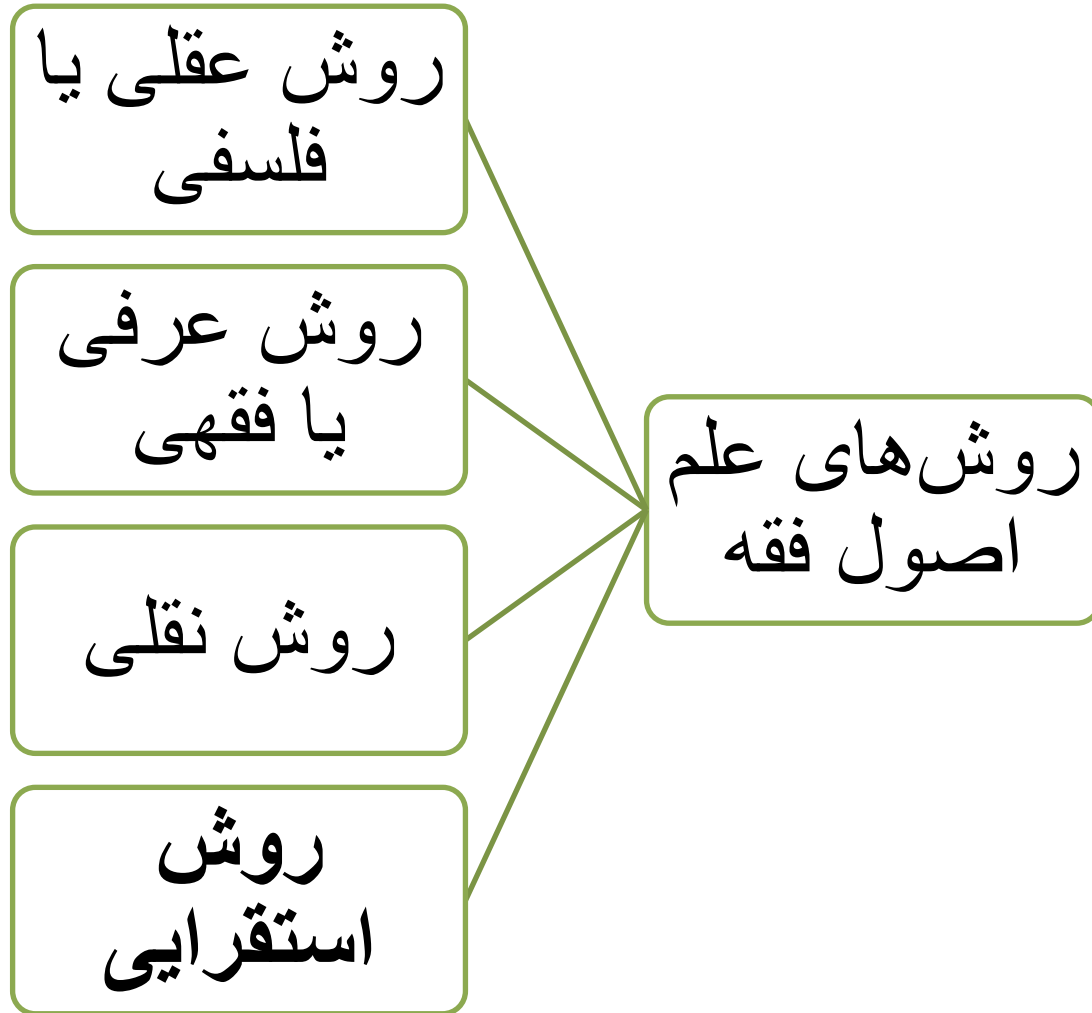 روش‌های علم
اصول فقه
روش عقلی یا
فلسفی
روش عرفی
یا فقهی
روش نقلی
روش
استقرایی